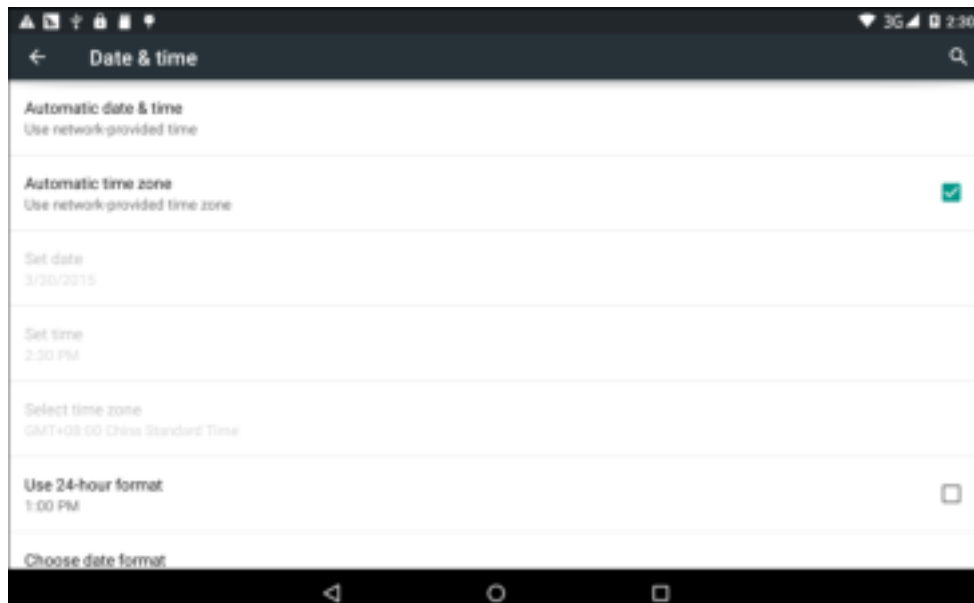 3G 2:30
Date & time
Automatic date & time
Use network-provided time
Automatic time zone
Use network-provided time zone
Set date
3/30/2015
Set time
2:30 PM
Select time zone
GMT+08:00 China Standard Time
Use 24-hour format
1:00 PM
Choose date format